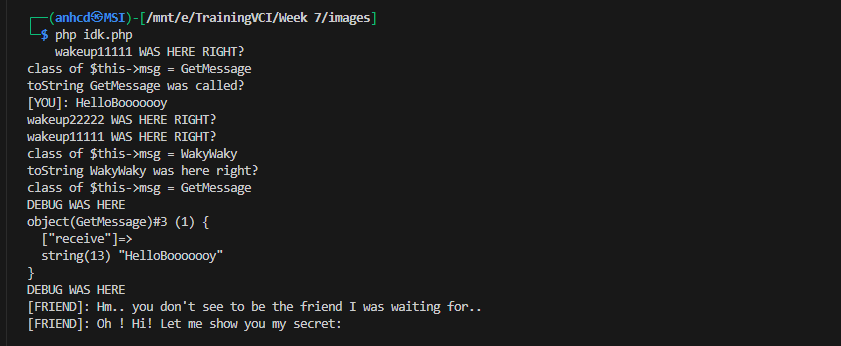 ┌──(anhcd㉿MSI)-[/mnt/e/TrainingVCI/Week 7/images]
└─$ php idk.php
    wakeup11111 WAS HERE RIGHT?
class of $this->msg = GetMessage
toString GetMessage was called?
[YOU]: HelloBooooooy
wakeup22222 WAS HERE RIGHT?
wakeup11111 WAS HERE RIGHT?
class of $this->msg = WakyWaky
toString WakyWaky was here right?
class of $this->msg = GetMessage
DEBUG WAS HERE
object(GetMessage)#3 (1) {
  ["receive"]=>
  string(13) "HelloBooooooy"
}
DEBUG WAS HERE
[FRIEND]: Hm.. you don't see to be the friend I was waiting for..
[FRIEND]: Oh ! Hi! Let me show you my secret: